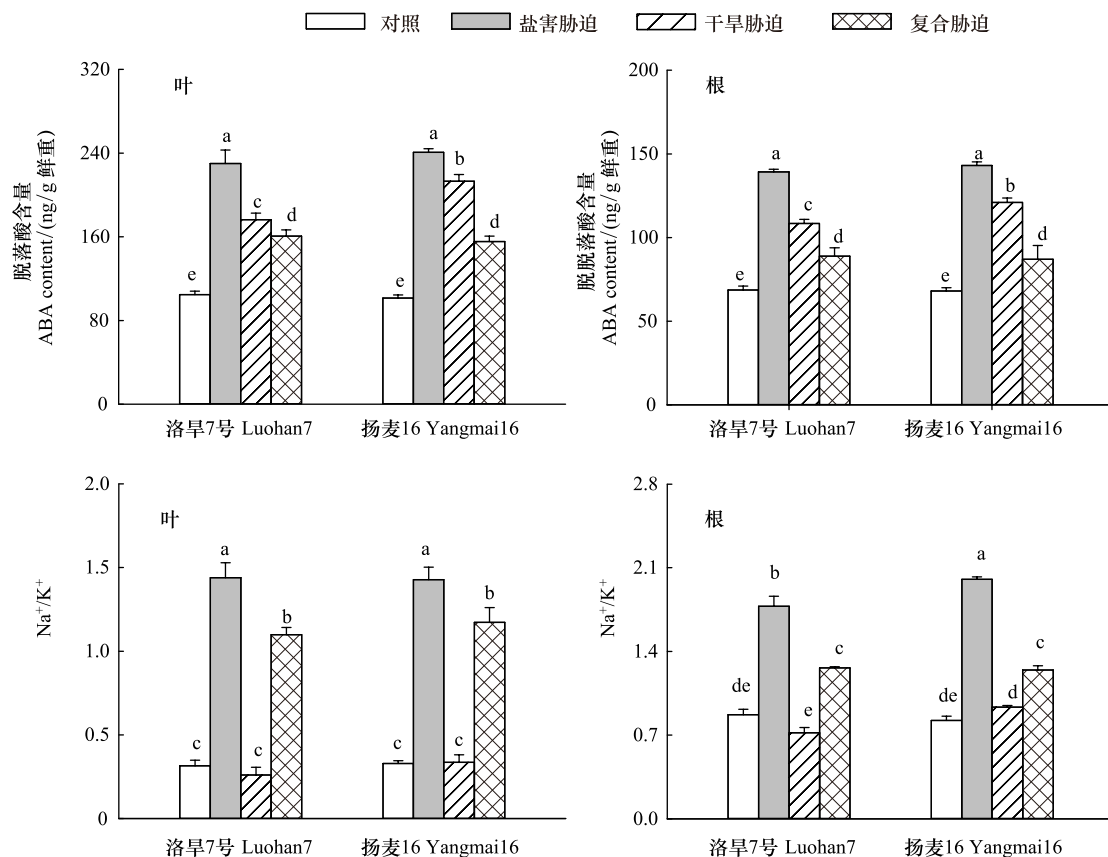 对照 盐害胁迫 干旱胁迫 复合胁迫
320
240
160
80
0
脱落酸含量
ABA content/(ng/g 鲜重)
叶
e a c d e a b d
洛旱7号 Luohan7 扬麦16 Yangmai16
200
150
100
50
0
脱脱落酸含量
ABA content/(ng/g 鲜重)
根
e a c d e a b d
洛旱7号 Luohan7 扬麦16 Yangmai16
2.0
1.5
1.0
0.5
0
Na⁺/K⁺
叶
c a c b c a c b
洛旱7号 Luohan7 扬麦16 Yangmai16
2.8
2.1
1.4
0.7
0.0
Na⁺/K⁺
根
de b e c de a d c
洛旱7号 Luohan7 扬麦16 Yangmai16